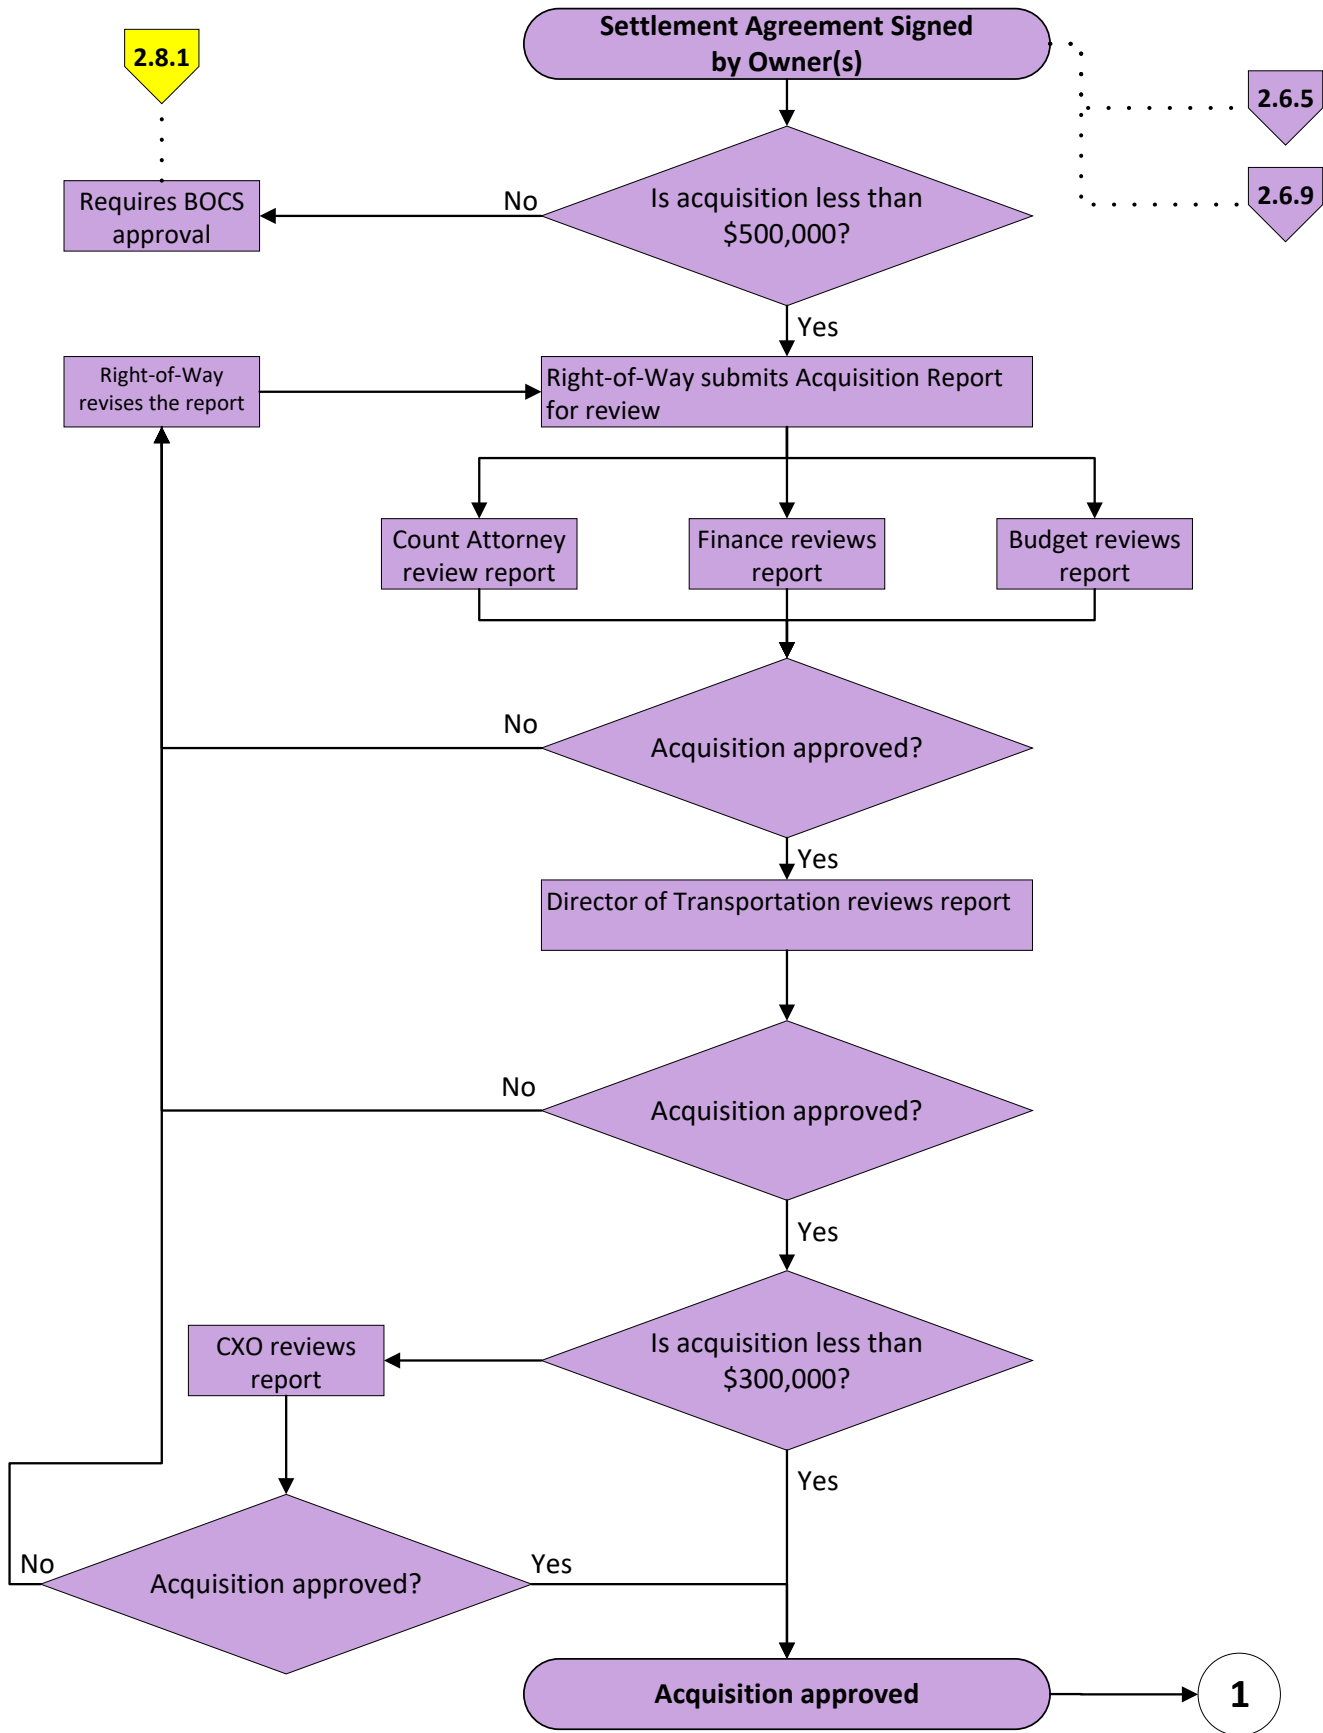 Settlement Agreement Signed
by Owner(s)
2.8.1
2.6.5
2.6.9
Requires BOCS
approval
No
Is acquisition less than
$500,000?
Yes
Right-of-Way
revises the report
Right-of-Way submits Acquisition Report
for review
Count Attorney
review report
Finance reviews
report
Budget reviews
report
No
Acquisition approved?
Yes
Director of Transportation reviews report
No
Acquisition approved?
Yes
CXO reviews
report
Is acquisition less than
$300,000?
Yes
No
Acquisition approved?
Yes
Acquisition approved
1